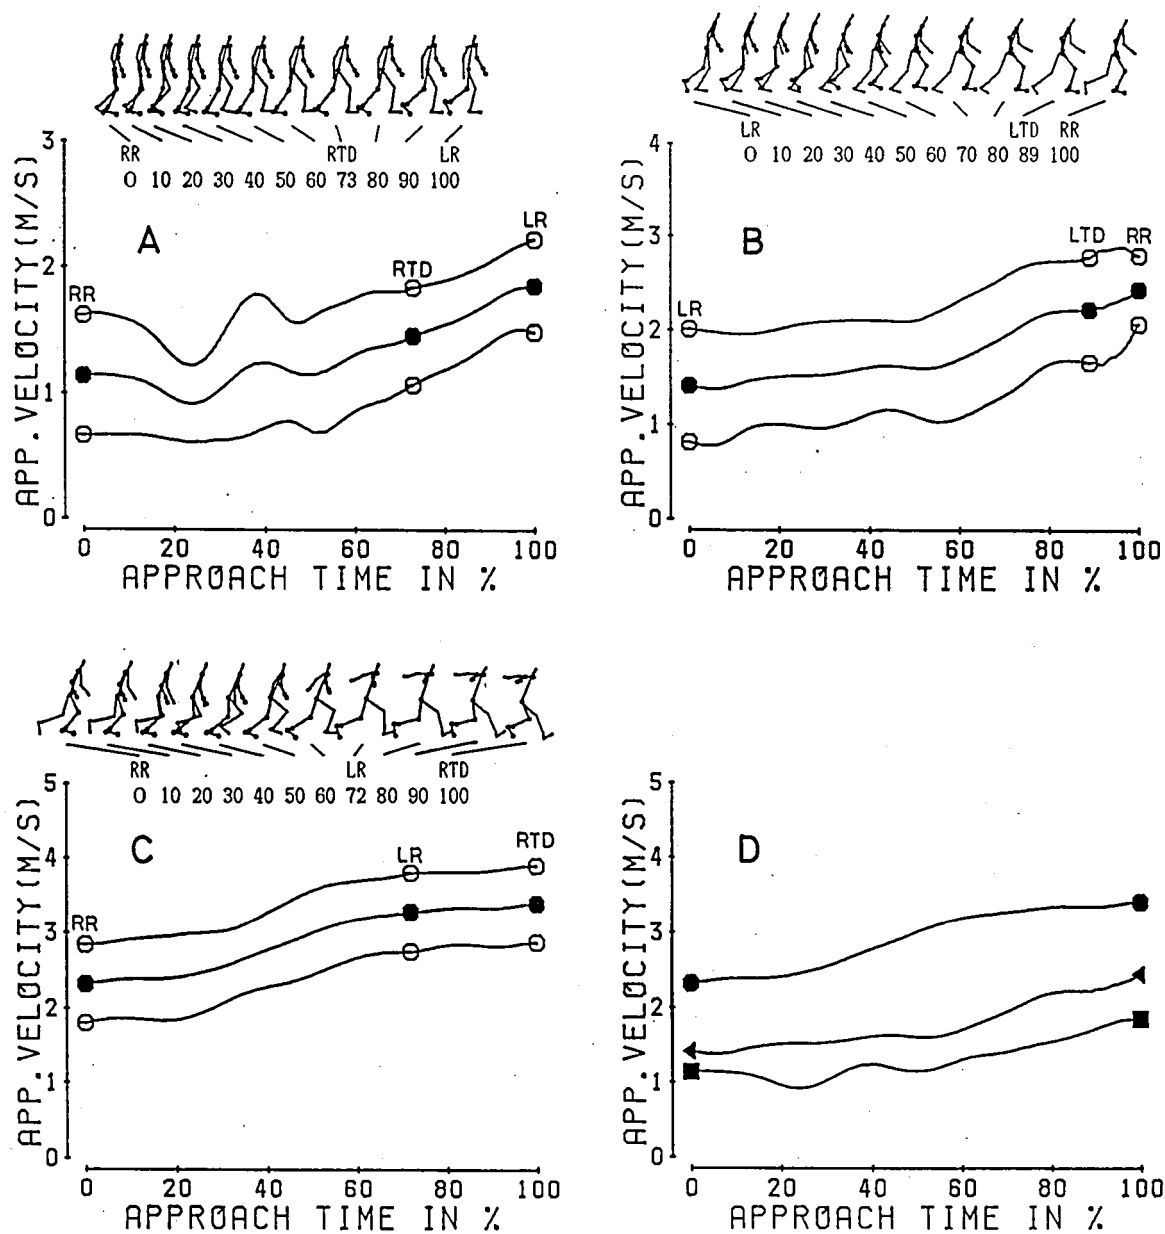 RR RTD LR
0 10 20 30 40 50 60 73 80 90 100
3
2
1
0
APP.VELOCITY(M/S)
A
RR
RTD
LR
0 20 40 60 80 100
APPROACH TIME IN %
LR LTD RR
0 10 20 30 40 50 60 70 80 89 100
4
3
2
1
0
APP.VELOCITY(M/S)
B
LR
LTD
RR
0 20 40 60 80 100
APPROACH TIME IN %
RR LR RTD
0 10 20 30 40 50 60 72 80 90 100
5
4
3
2
1
0
APP.VELOCITY(M/S)
C
RR
LR
RTD
0 20 40 60 80 100
APPROACH TIME IN %
5
4
3
2
1
0
APP.VELOCITY(M/S)
D
0 20 40 60 80 100
APPROACH TIME IN %